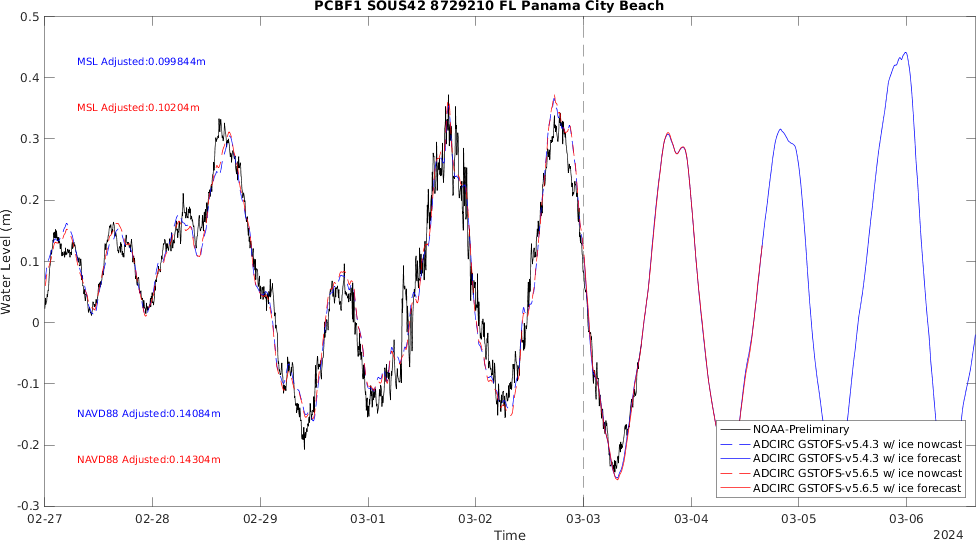 PCBF1 SOUS42 8729210 FL Panama City Beach
0.5
0.4
0.3
0.2
0.1
0
-0.1
-0.2
-0.3
Water Level (m)
MSL Adjusted:0.099844m
MSL Adjusted:0.10204m
NAVD88 Adjusted:0.14084m
NAVD88 Adjusted:0.14304m
NOAA-Preliminary
ADCIRC GSTOFS-v5.4.3 w/ ice nowcast
ADCIRC GSTOFS-v5.4.3 w/ ice forecast
ADCIRC GSTOFS-v5.6.5 w/ ice nowcast
ADCIRC GSTOFS-v5.6.5 w/ ice forecast
02-27 02-28 02-29 03-01 03-02 03-03 03-04 03-05 03-06
Time
2024